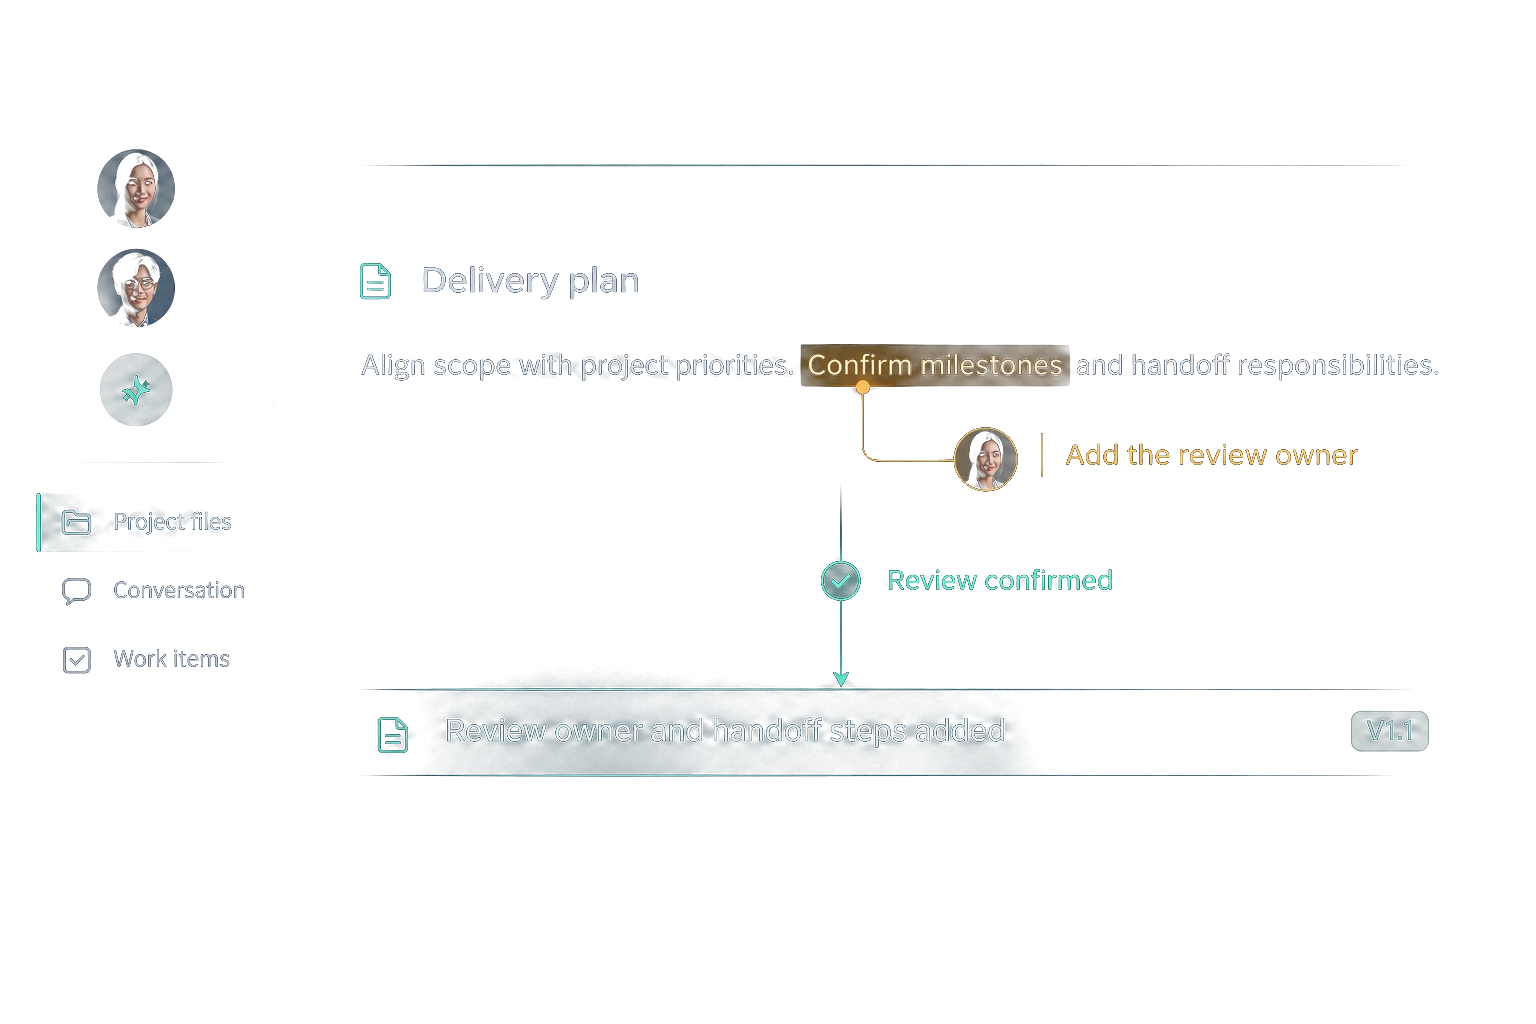 Delivery plan
Align scope with project priorities. Confirm milestones and handoff responsibilities.
Add the review owner
Project files
Review confirmed
Conversation
Work items
Review owner and handoff steps added
V1.1